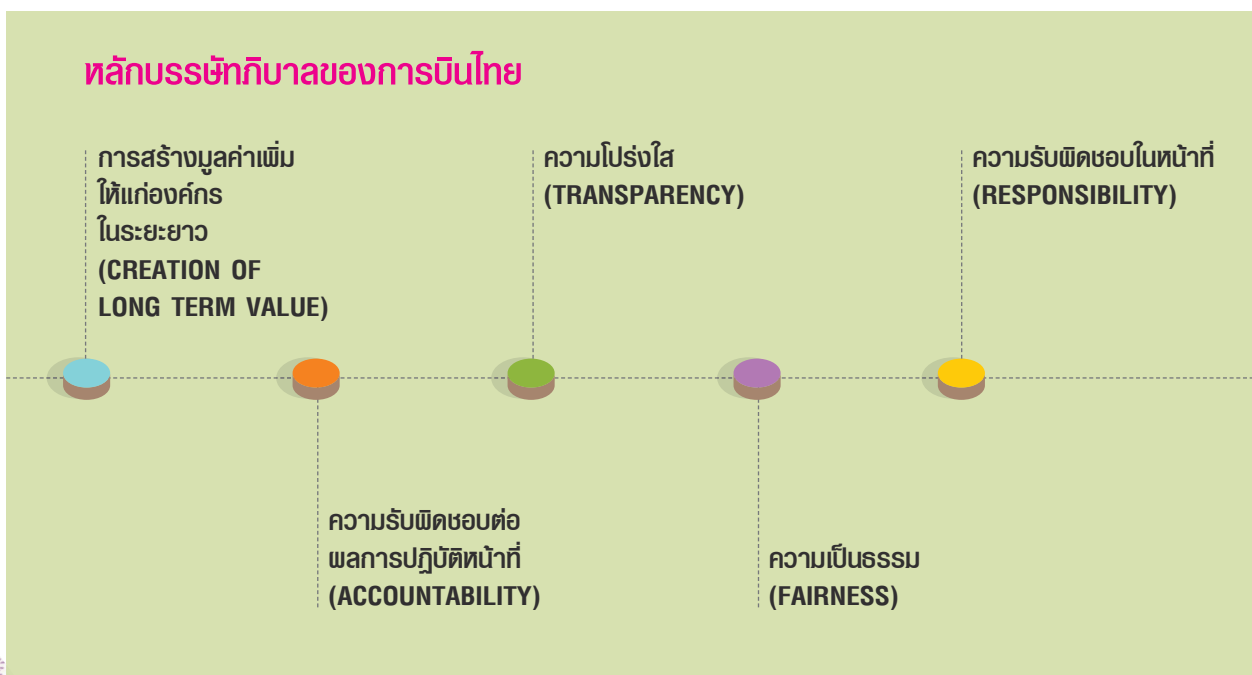 หลักบรรษัทภิบาลของการบินไทย
การสร้างมูลค่าเพิ่ม
ให้แก่องค์กร
ในระยะยาว
(CREATION OF
LONG TERM VALUE)
ความรับผิดชอบต่อ
ผลการปฏิบัติหน้าที่
(ACCOUNTABILITY)
ความโปร่งใส
(TRANSPARENCY)
ความเป็นธรรม
(FAIRNESS)
ความรับผิดชอบในหน้าที่
(RESPONSIBILITY)